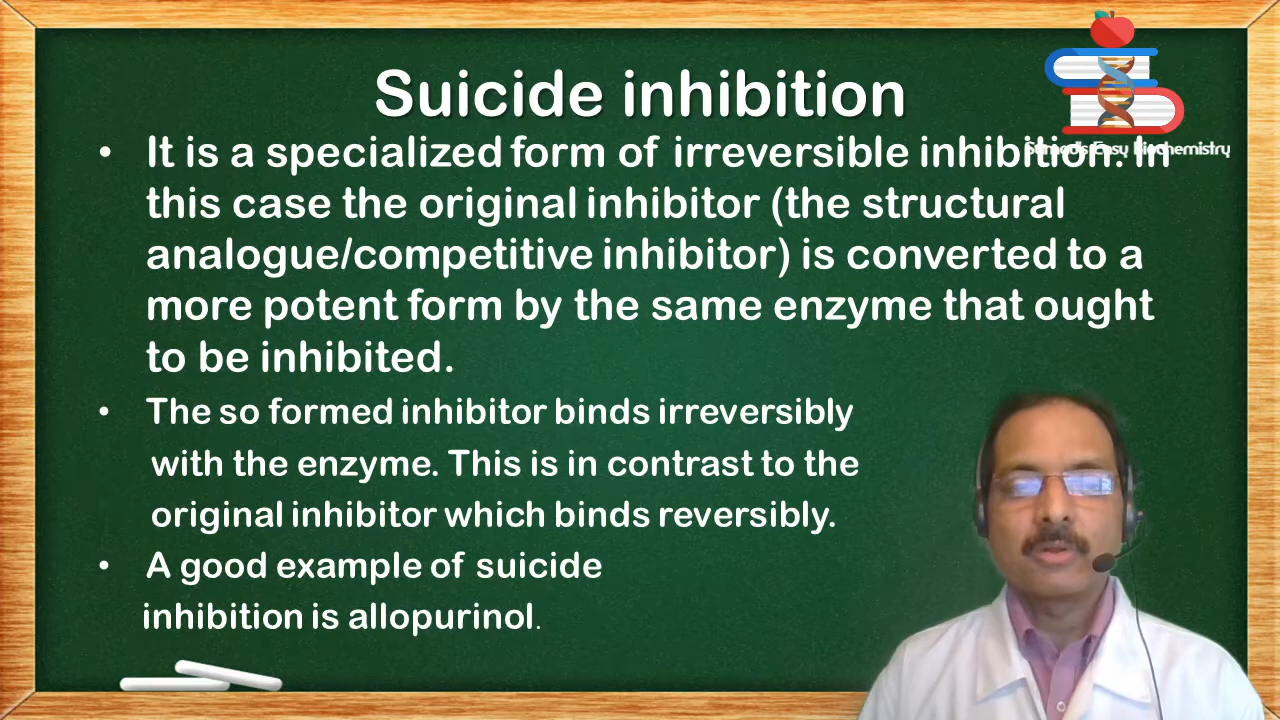 Suicide inhibition
• It is a specialized form of irreversible inhibition. In
this case the original inhibitor (the structural
analogue/competitive inhibitor) is converted to a
more potent form by the same enzyme that ought
to be inhibited.
• The so formed inhibitor binds irreversibly
with the enzyme. This is in contrast to the
original inhibitor which binds reversibly.
• A good example of suicide
inhibition is allopurinol.
Easy Biochemistry